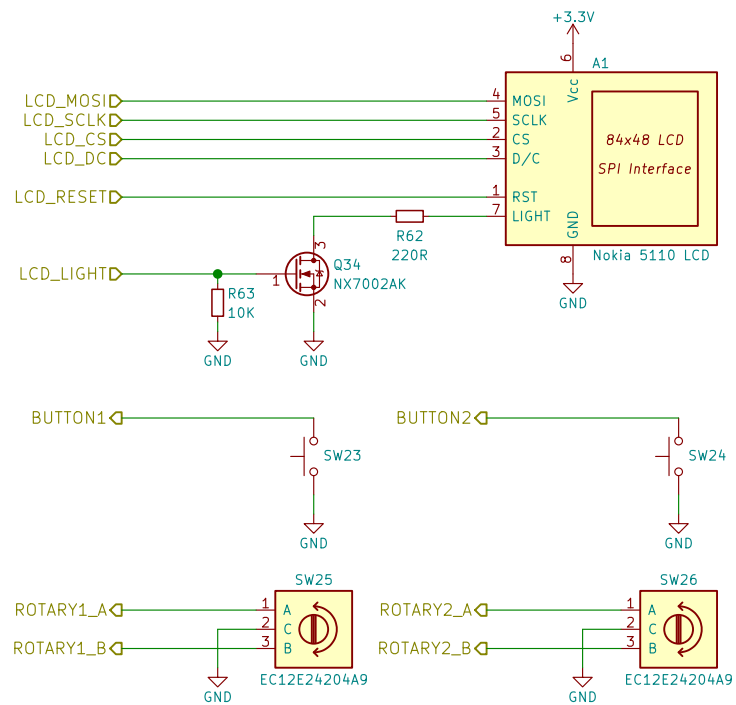 +3.3V
A1
6
Vcc
LCD_MOSI
4
MOSI
84x48 LCD
LCD_SCLK
5
SCLK
LCD_CS
2
CS
LCD_DC
3
D/C
SPI Interface
LCD_RESET
1
RST
7
LIGHT
GND
R62
220R
8
Nokia 5110 LCD
GND
LCD_LIGHT
1
3
2
Q34
NX7002AK
R63
10K
GND
GND
BUTTON1
SW23
GND
BUTTON2
SW24
GND
SW25
ROTARY1_A
1
A
2
C
ROTARY1_B
3
B
EC12E24204A9
GND
SW26
ROTARY2_A
1
A
2
C
ROTARY2_B
3
B
EC12E24204A9
GND